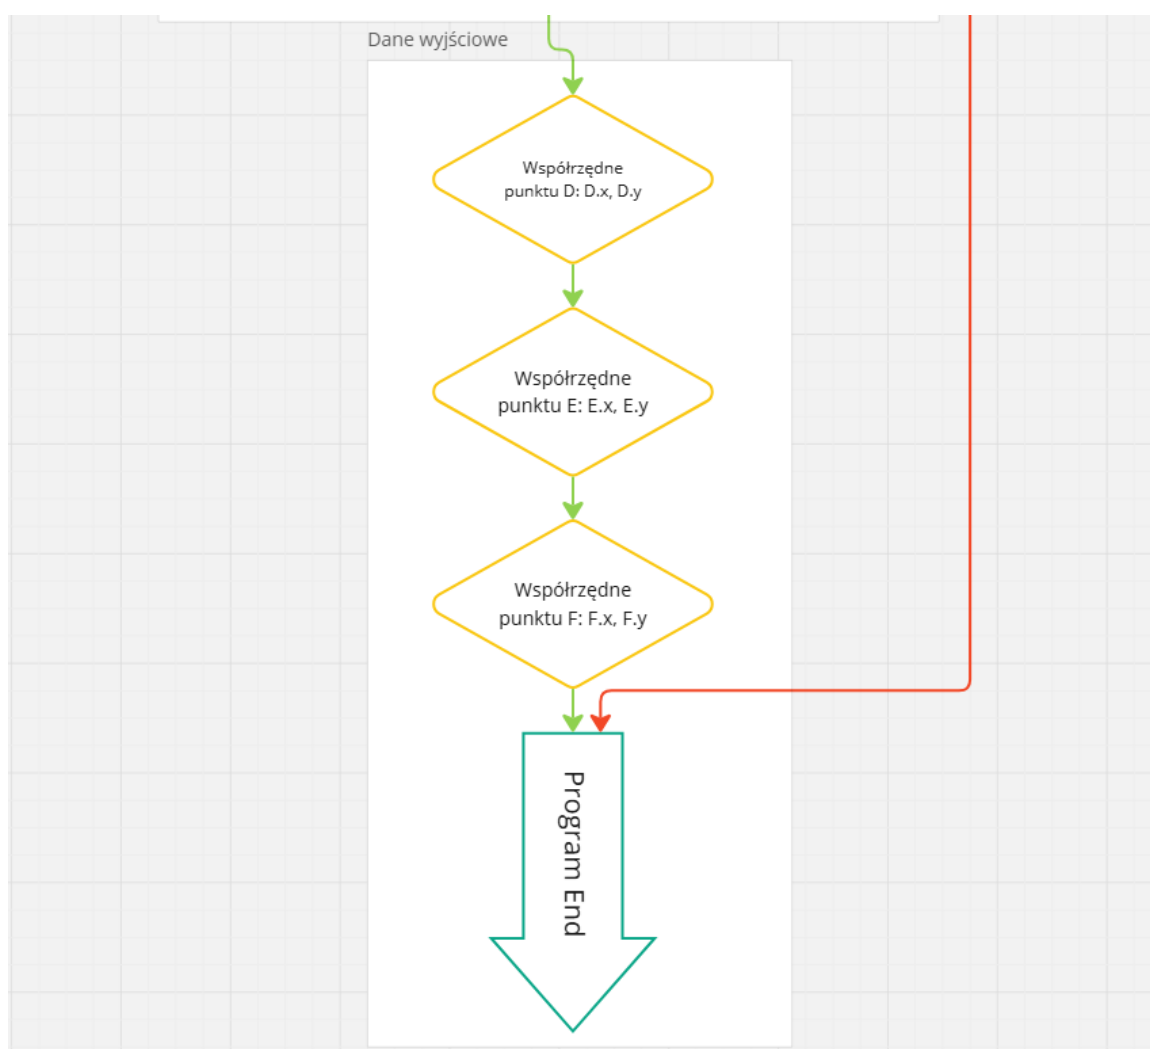 Dane wyjściowe
Współrzędne
punktu D: D.x, D.y
Współrzędne
punktu E: E.x, E.y
Współrzędne
punktu F: F.x, F.y
Program End